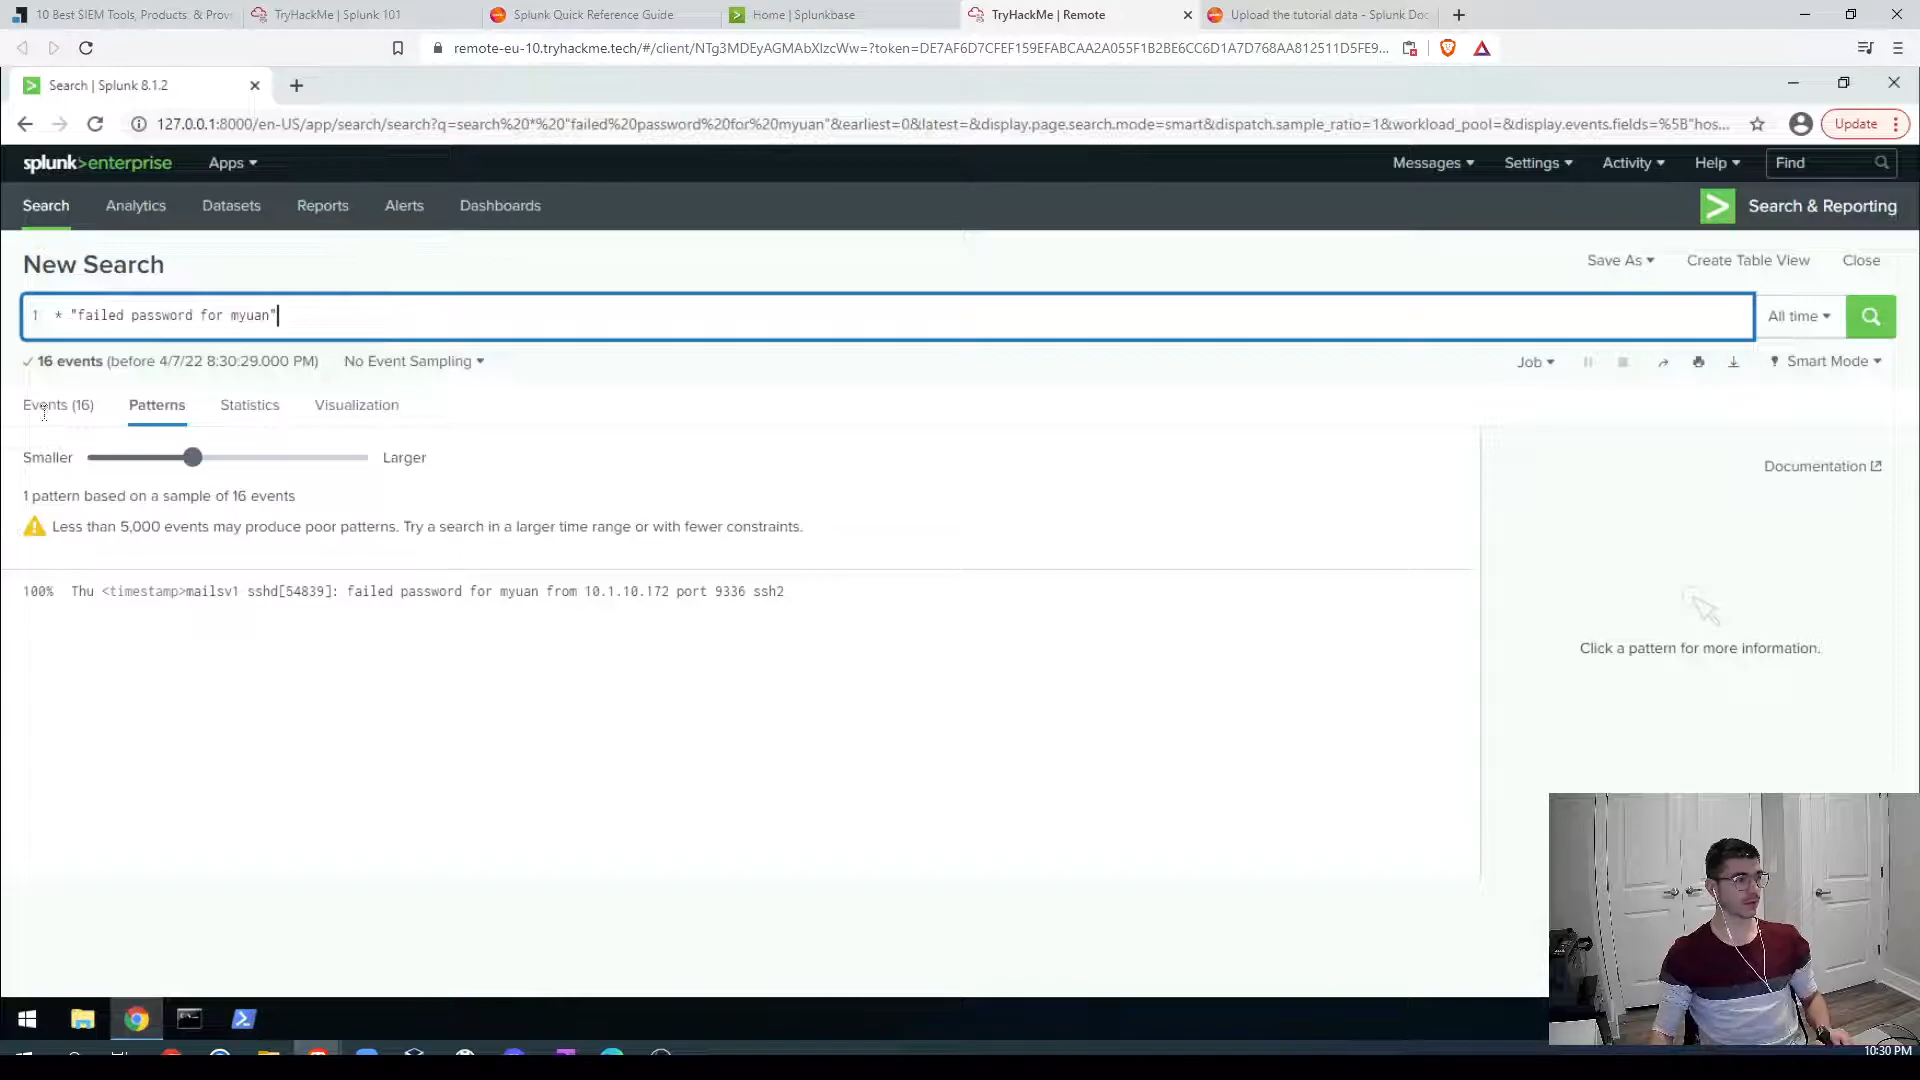 10 Best SIEM Tools, Products. & Prov
TryHackMe | Splunk 101
Splunk Quick Reference Guide
Home | Splunkbase
TryHackMe | Remote
Upload the tutorial data - Splunk Doc
Search | Splunk 8.1.2
127.0.0.1:8000/en-US/app/search/search?q=search%20*%20"failed%20password%20for%20myuan"&earliest=0&latest=&display.page.search.mode=smart&dispatch.sample_ratio=1&workload_pool=&display.events.fields=%5B"hos...
Update
splunk>enterprise
Apps
Messages
Settings
Activity
Help
Find
Search
Analytics
Datasets
Reports
Alerts
Dashboards
Search & Reporting
New Search
Save As
Create Table View
Close
1 * "failed password for myuan"
All time
16 events (before 4/7/22 8:30:29.000 PM)
No Event Sampling
Job
Smart Mode
Events (16)
Patterns
Statistics
Visualization
Smaller
Larger
Documentation
1 pattern based on a sample of 16 events
Less than 5,000 events may produce poor patterns. Try a search in a larger time range or with fewer constraints.
100% Thu <timestamp>mailsv1 sshd[54839]: failed password for myuan from 10.1.10.172 port 9336 ssh2
Click a pattern for more information.
10:30 PM